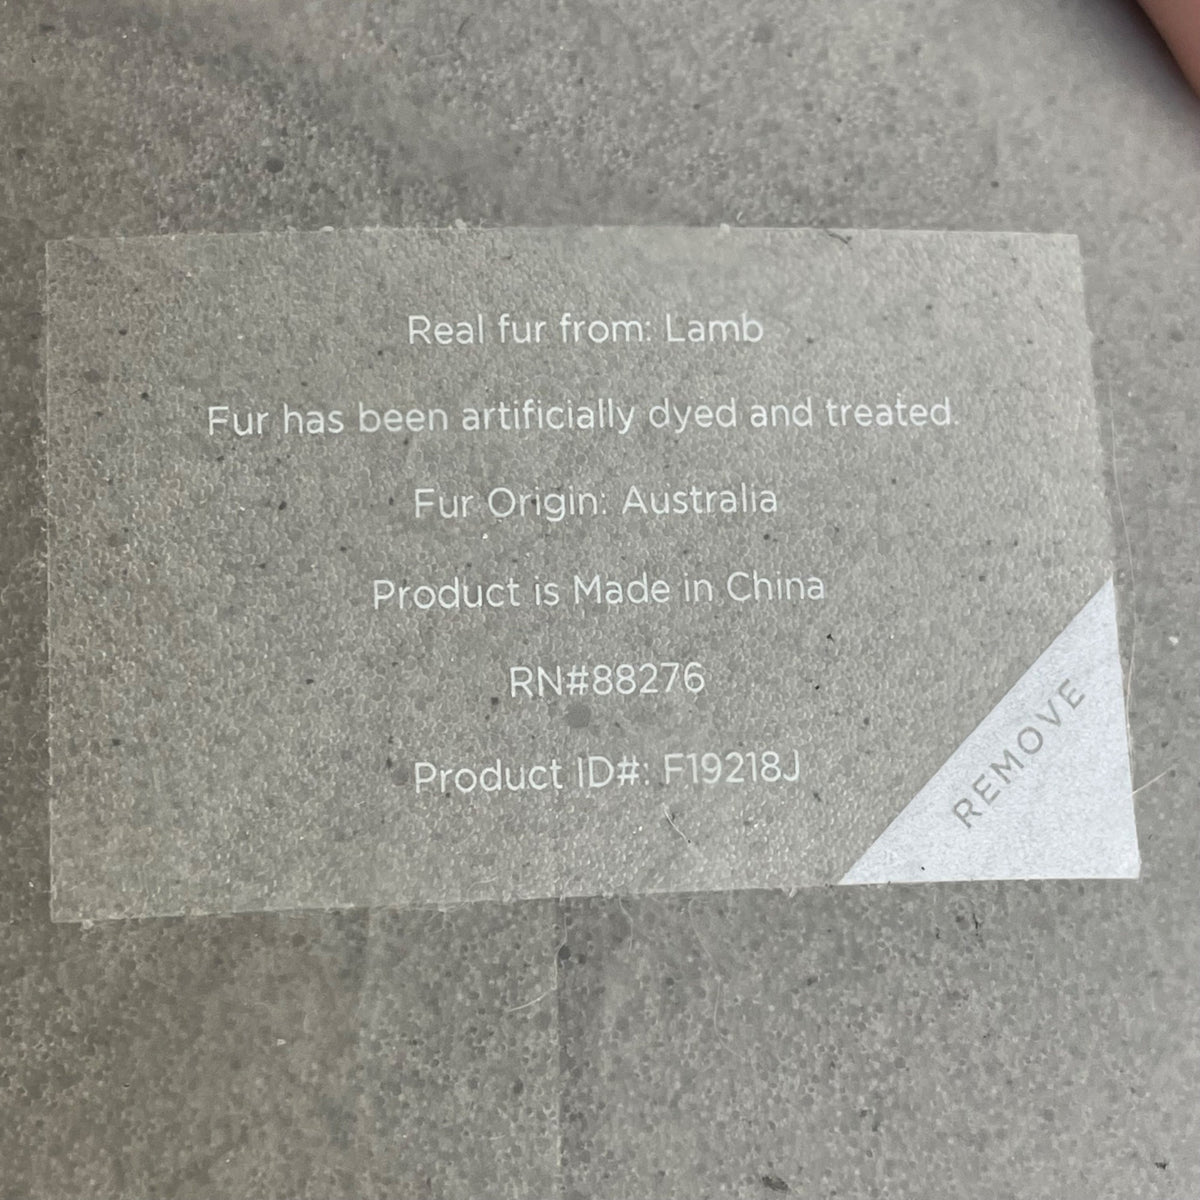 Real fur from: Lamb
Fur has been artificially dyed and treated.
Fur Origin: Australia
Product is Made in China
RN#88276
Product ID#: F19218J
REMOVE